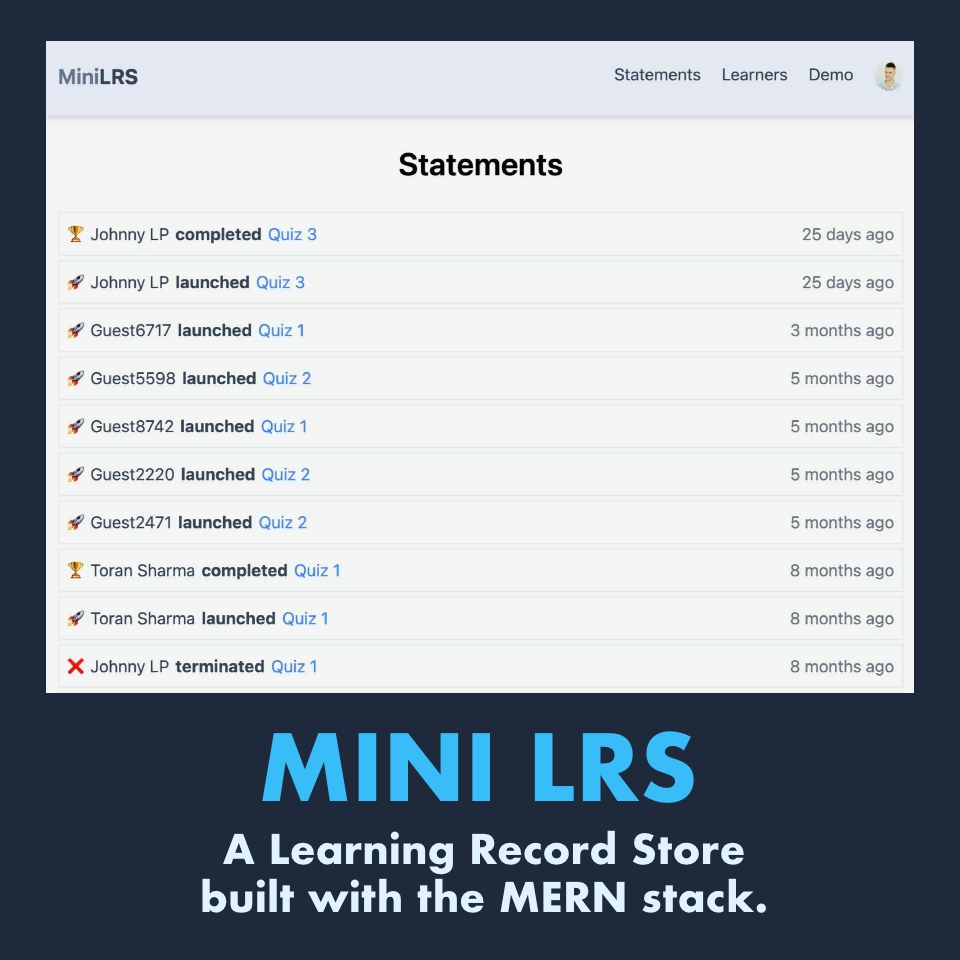 MiniLRS
Statements Learners Demo
Statements
Johnny LP completed Quiz 3 25 days ago
Johnny LP launched Quiz 3 25 days ago
Guest6717 launched Quiz 1 3 months ago
Guest5598 launched Quiz 2 5 months ago
Guest8742 launched Quiz 1 5 months ago
Guest2220 launched Quiz 2 5 months ago
Guest2471 launched Quiz 2 5 months ago
Toran Sharma completed Quiz 1 8 months ago
Toran Sharma launched Quiz 1 8 months ago
Johnny LP terminated Quiz 1 8 months ago
MINI LRS
A Learning Record Store
built with the MERN stack.